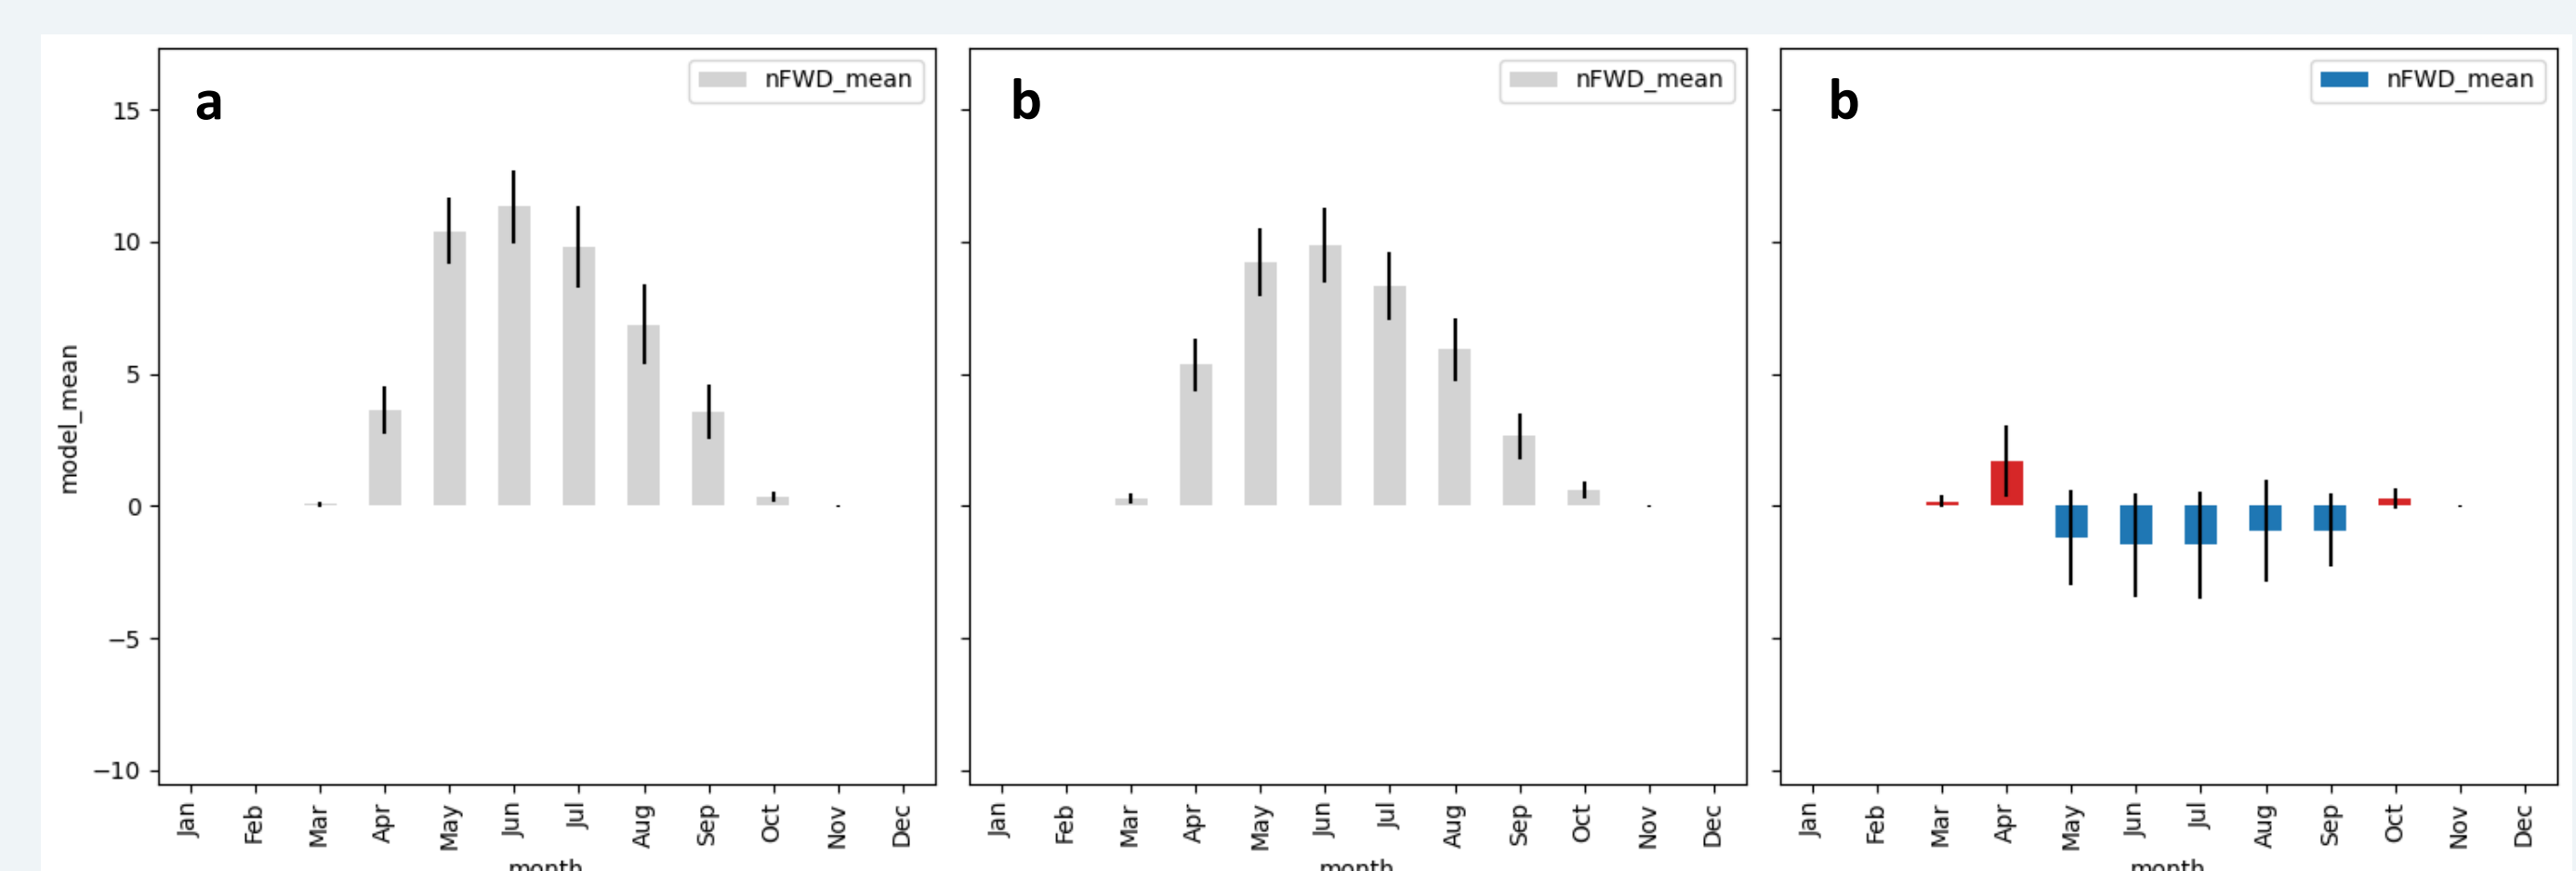 a
nFWD_mean
b
nFWD_mean
b
nFWD_mean
15
10
5
0
−5
−10
model_mean
Jan Feb Mar Apr May Jun Jul Aug Sep Oct Nov Dec
month
Jan Feb Mar Apr May Jun Jul Aug Sep Oct Nov Dec
month
Jan Feb Mar Apr May Jun Jul Aug Sep Oct Nov Dec
month